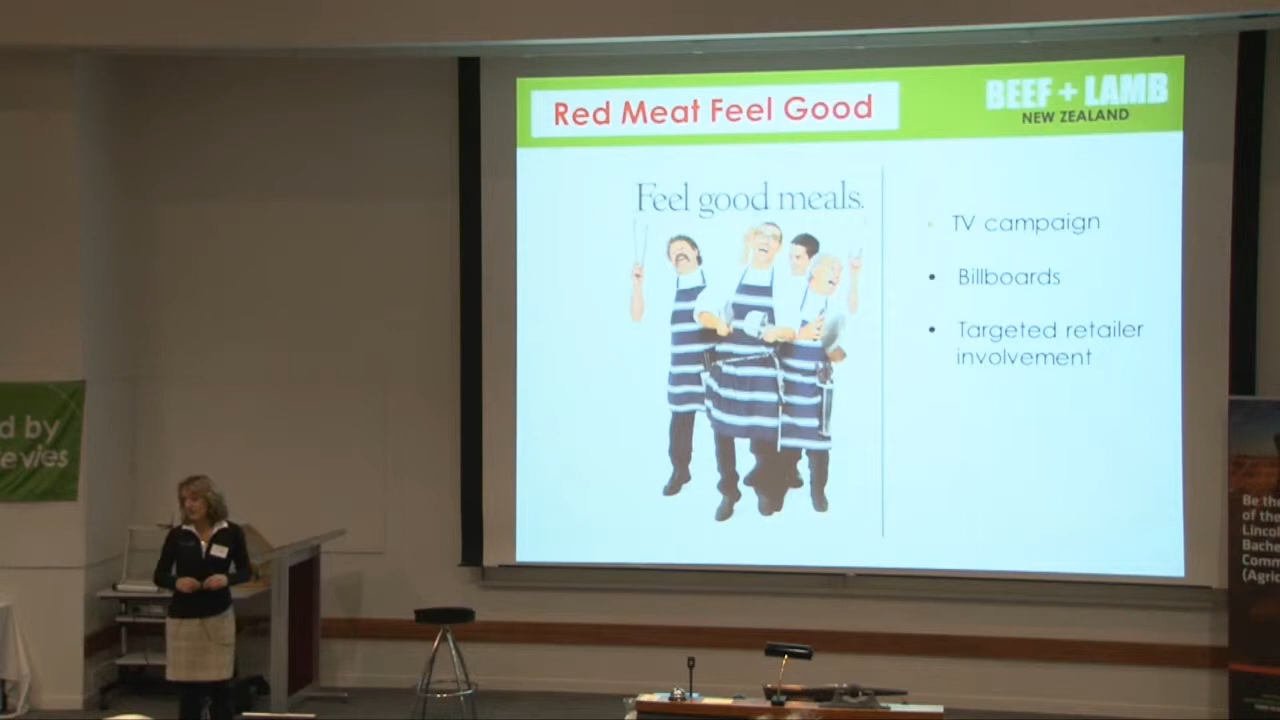 Red Meat Feel Good
BEEF + LAMB
NEW ZEALAND
Feel good meals.
• TV campaign
• Billboards
• Targeted retailer
involvement
d by
Be the
of the
Lincol
Bache
Comm
(Agric